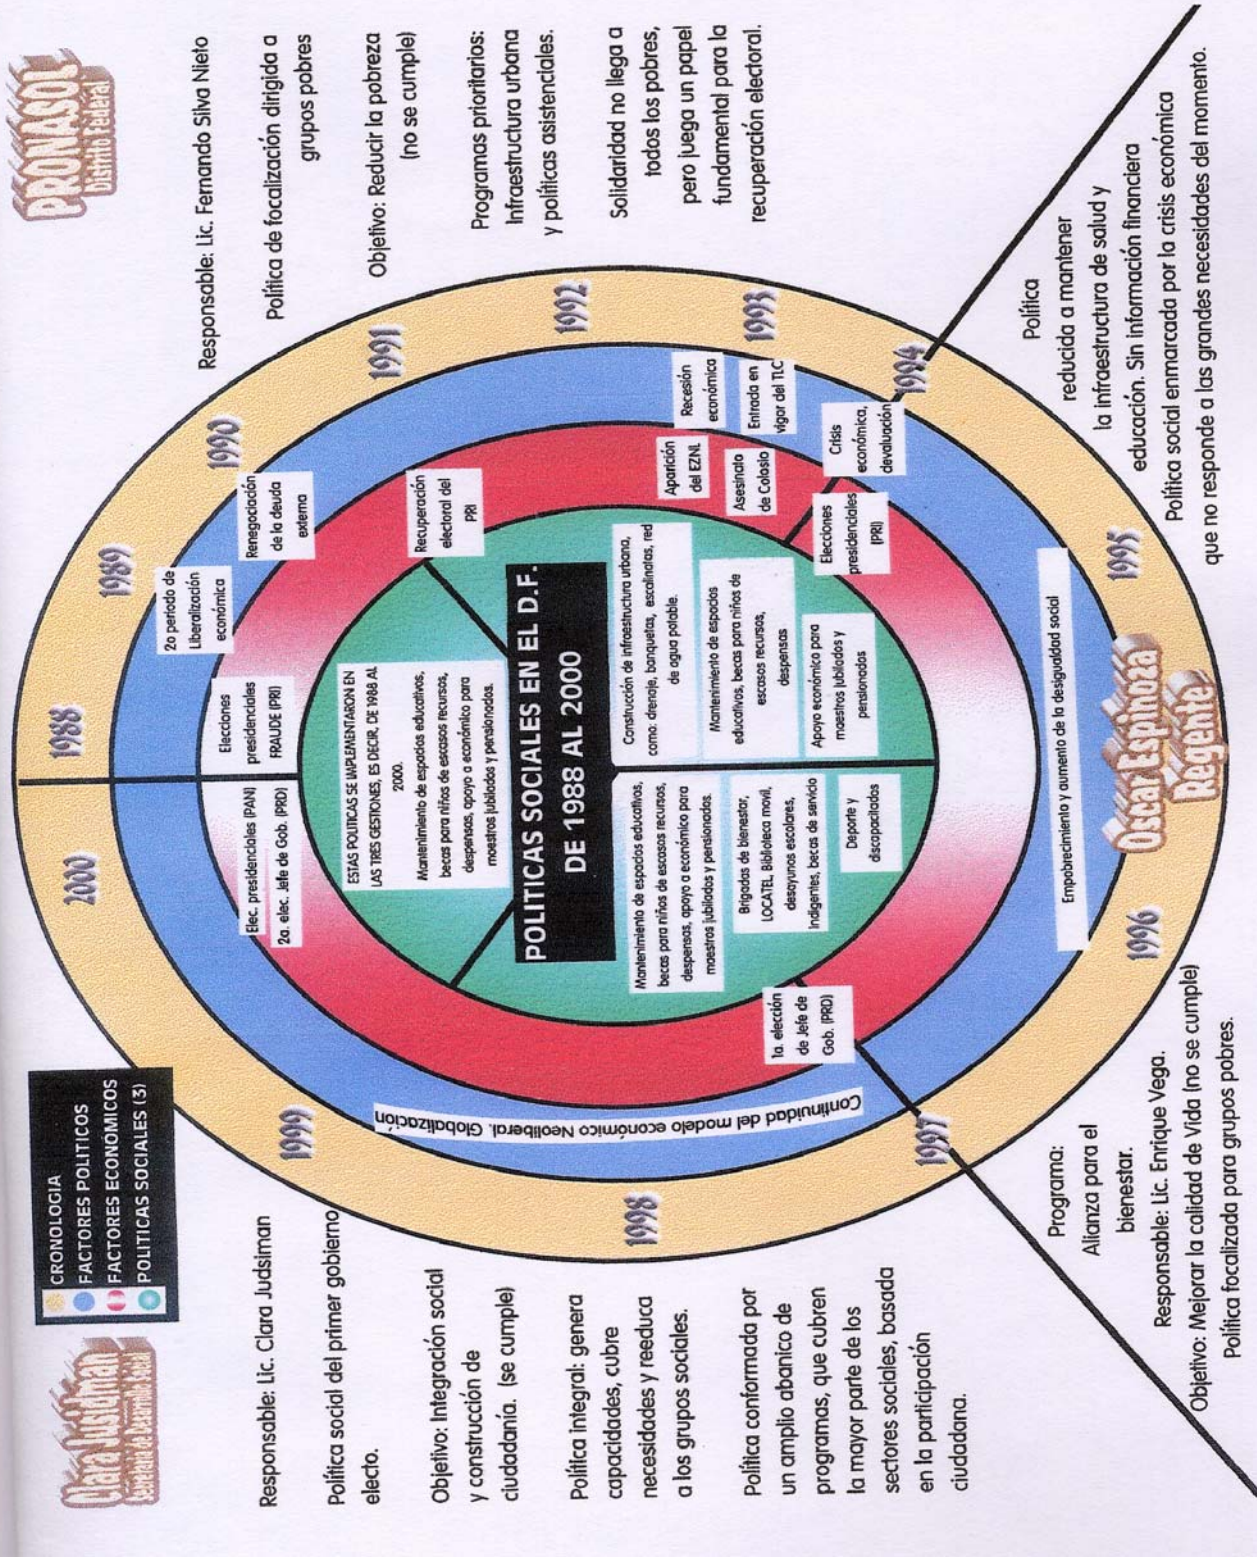 Clara Jusidman
Secretaria de Desarrollo Social
CRONOLOGIA
FACTORES POLITICOS
FACTORES ECONÓMICOS
POLITICAS SOCIALES (3)
PRONASOL
Distrito Federal
Responsable: Lic. Clara Judsiman
Política social del primer gobierno
electo.
Objetivo: Integración social
y construcción de
ciudadanía. (se cumple)
Política integral: genera
capacidades, cubre
necesidades y reeduca
a los grupos sociales.
Política conformada por
un amplio abanico de
programas, que cubren
la mayor parte de los
sectores sociales, basada
en la participación
ciudadana.
Responsable: Lic. Fernando Silva Nieto
Política de focalización dirigida a
grupos pobres
Objetivo: Reducir la pobreza
(no se cumple)
Programas prioritarios:
Infraestructura urbana
y políticas asistenciales.
Solidaridad no llega a
todos los pobres,
pero juega un papel
fundamental para la
recuperación electoral.
1988
1989
1990
1991
1992
1993
1994
1995
1996
1997
1998
1999
2000
2o período de
Liberalización
económica
Renegociación
de la deuda
externa
Recesión
económica
Entrada en
vigor del TLC
Crisis
económica,
devaluación
Empobrecimiento y aumento de la desigualdad social
Continuidad del modelo económico Neoliberal. Globalización
Elecciones
presidenciales
FRAUDE (PRI)
Recuperación
electoral del
PRI
Aparición
del EZNL
Asesinato
de Colosio
Elecciones
presidenciales
(PRI)
1a. elección
de Jefe de
Gob. (PRD)
Elec. presidenciales (PAN)
2a. elec. Jefe de Gob. (PRD)
ESTAS POLITICAS SE IMPLEMENTARON EN
LAS TRES GESTIONES, ES DECIR, DE 1988 AL
2000.
Mantenimiento de espacios educativos,
becas para niños de escasos recursos,
despensas, apoyo a económico para
maestros jubilados y pensionados.
POLITICAS SOCIALES EN EL D.F.
DE 1988 AL 2000
Mantenimiento de espacios educativos,
becas para niños de escasos recursos,
despensas, apoyo a económico para
maestros jubilados y pensionados.
Brigadas de bienestar,
LOCATEL, Biblioteca movil,
desayunos escolares,
Indigentes, becas de servicio
Deporte y
discapacitados
Construcción de infraestructura urbana,
como: drenaje, banquetas, escalinatas, red
de agua potable.
Mantenimiento de espacios
educativos, becas para niños de
escasos recursos,
despensas
Apoyo económico para
maestros jubilados y
pensionados
Oscar Espinoza
Regente
Programa:
Alianza para el
bienestar.
Responsable: Lic. Enrique Vega.
Objetivo: Mejorar la calidad de Vida (no se cumple)
Política focalizada para grupos pobres.
Política
reducida a mantener
la infraestructura de salud y
educación. Sin información financiera
Política social enmarcada por la crisis económica
que no responde a las grandes necesidades del momento.